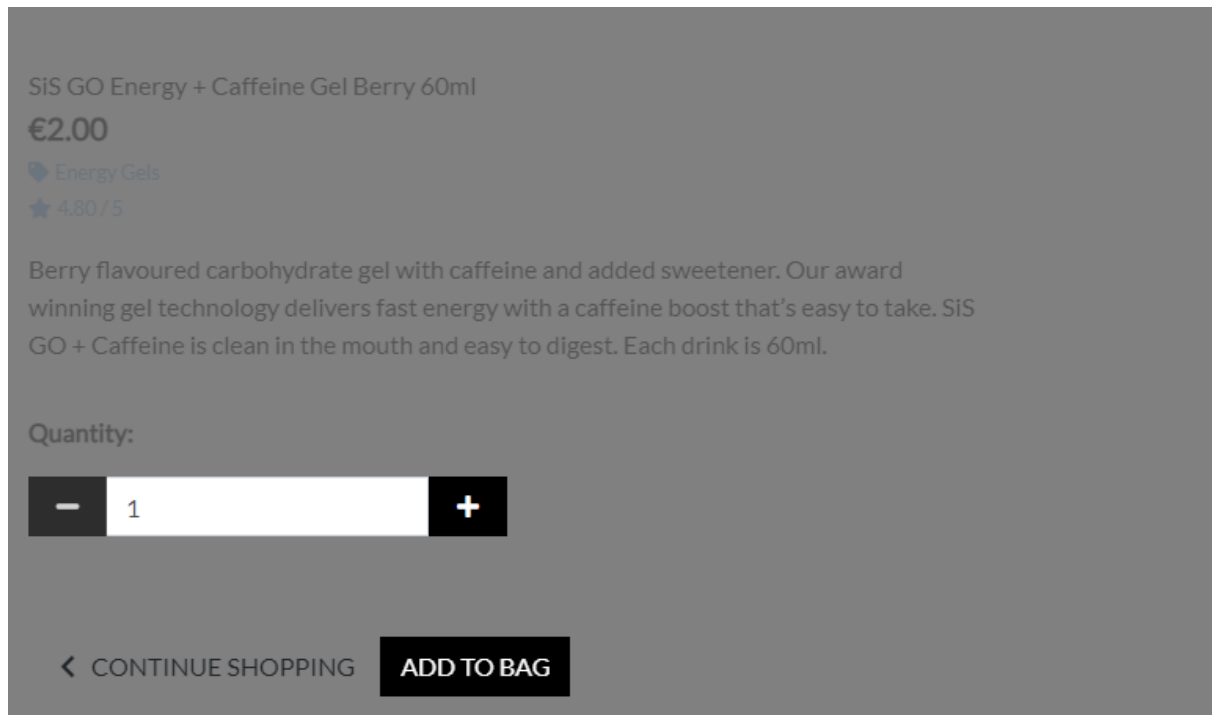 SiS GO Energy + Caffeine Gel Berry 60ml
€2.00
Energy Gels
4.80 / 5
Berry flavoured carbohydrate gel with caffeine and added sweetener. Our award
winning gel technology delivers fast energy with a caffeine boost that’s easy to take. SiS
GO + Caffeine is clean in the mouth and easy to digest. Each drink is 60ml.
Quantity:
1
CONTINUE SHOPPING ADD TO BAG